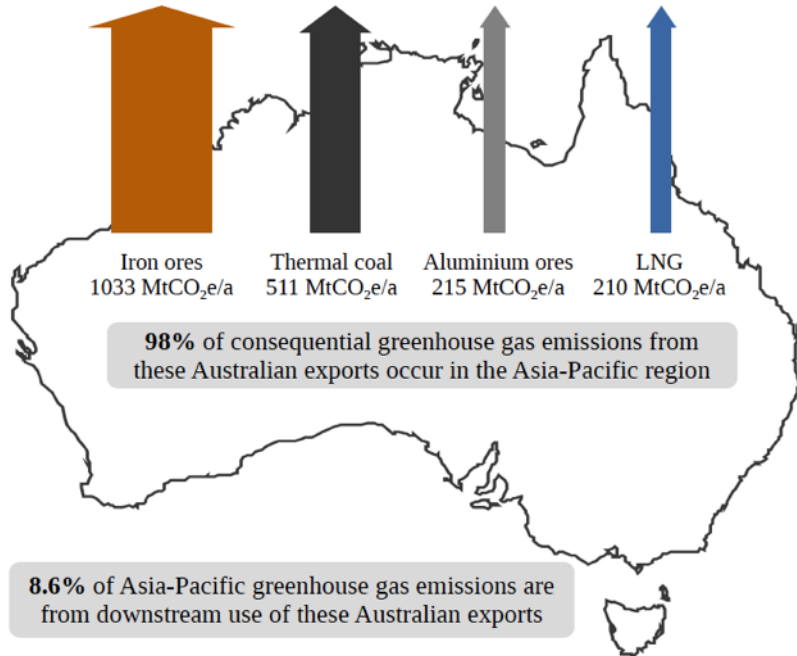 Iron ores
1033 MtCO₂e/a
Thermal coal
511 MtCO₂e/a
Aluminium ores
215 MtCO₂e/a
LNG
210 MtCO₂e/a
98% of consequential greenhouse gas emissions from
these Australian exports occur in the Asia-Pacific region
8.6% of Asia-Pacific greenhouse gas emissions are
from downstream use of these Australian exports